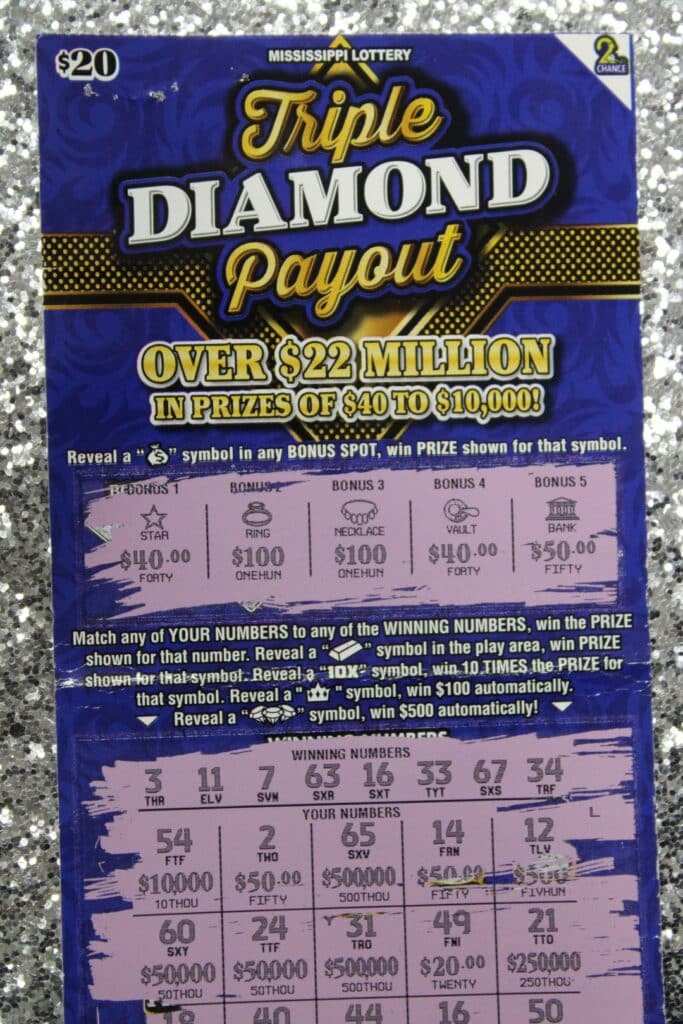 $20
MISSISSIPPI LOTTERY
2nd CHANCE
Triple
DIAMOND
Payout
OVER $22 MILLION
IN PRIZES OF $40 TO $10,000!
Reveal a "$" symbol in any BONUS SPOT, win PRIZE shown for that symbol.
BONUS 1 BONUS 2 BONUS 3 BONUS 4 BONUS 5
STAR RING NECKLACE VAULT BANK
$40.00 $100 $100 $40.00 $50.00
FORTY ONEHUN ONEHUN FORTY FIFTY
Match any of YOUR NUMBERS to any of the WINNING NUMBERS, win the PRIZE
shown for that number. Reveal a " " symbol in the play area, win PRIZE
shown for that symbol. Reveal a "10X" symbol, win 10 TIMES the PRIZE for
that symbol. Reveal a " " symbol, win $100 automatically.
Reveal a " " symbol, win $500 automatically!
WINNING NUMBERS
WINNING NUMBERS
3 11 7 63 16 33 67 34
THR ELV SVN SXR SXT TYT SXS TRF
YOUR NUMBERS
54 2 65 14 12
FTF TWO SXV FRN TLV
$10,000 $50.00 $500,000 $50.00 $500
10THOU FIFTY 500THOU FIFTY FIVHUN
60 24 31 49 21
SXY TTF TRO FNI TTO
$50,000 $50,000 $500,000 $20.00 $250,000
50THOU 50THOU 500THOU TWENTY 250THOU
8 40 44 16 50